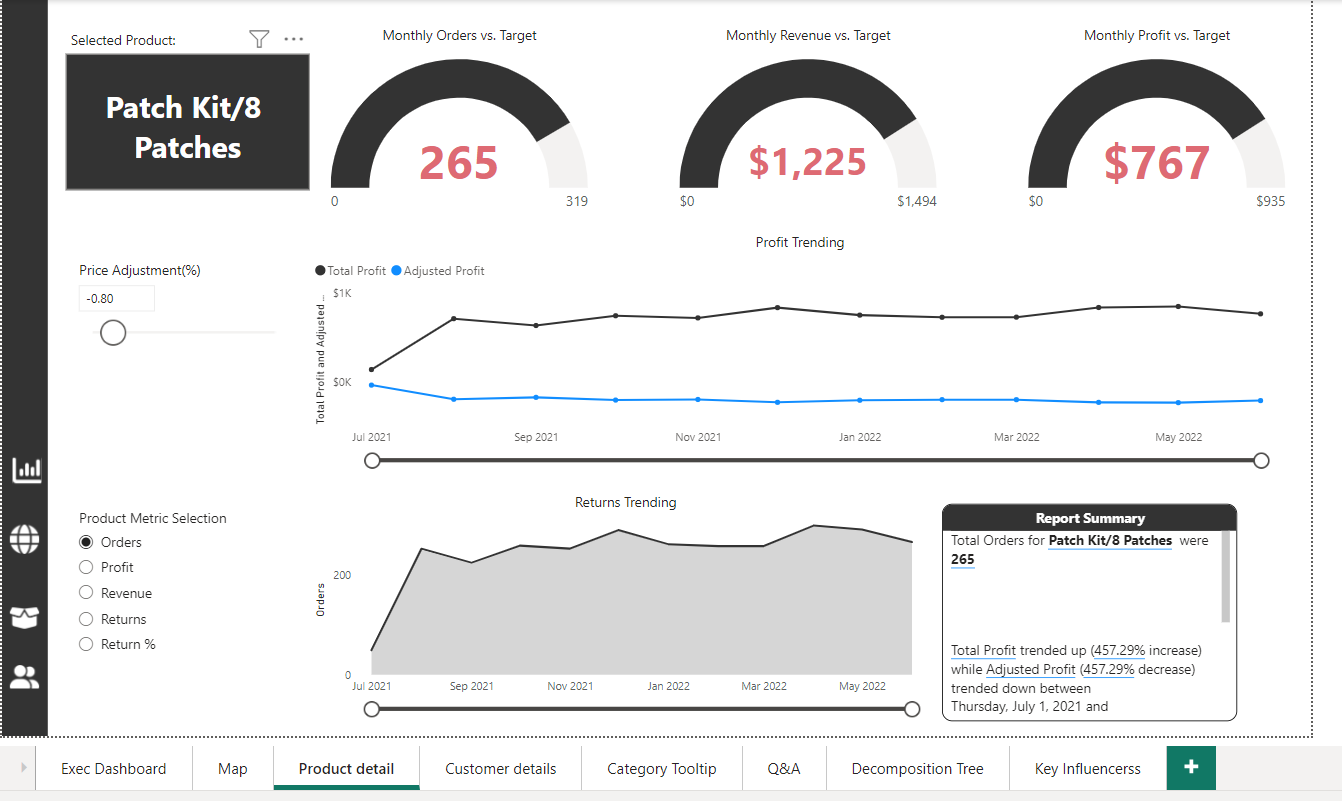 Selected Product:
Patch Kit/8
Patches
Monthly Orders vs. Target
265
0
319
Monthly Revenue vs. Target
$1,225
$0
$1,494
Monthly Profit vs. Target
$767
$0
$935
Price Adjustment(%)
-0.80
Profit Trending
Total Profit Adjusted Profit
Total Profit and Adjusted ...
$1K
$0K
Jul 2021 Sep 2021 Nov 2021 Jan 2022 Mar 2022 May 2022
Product Metric Selection
Orders
Profit
Revenue
Returns
Return %
Returns Trending
Orders
200
0
Jul 2021 Sep 2021 Nov 2021 Jan 2022 Mar 2022 May 2022
Report Summary
Total Orders for Patch Kit/8 Patches were
265
Total Profit trended up (457.29% increase)
while Adjusted Profit (457.29% decrease)
trended down between
Thursday, July 1, 2021 and
Exec Dashboard Map Product detail Customer details Category Tooltip Q&A Decomposition Tree Key Influencerss +